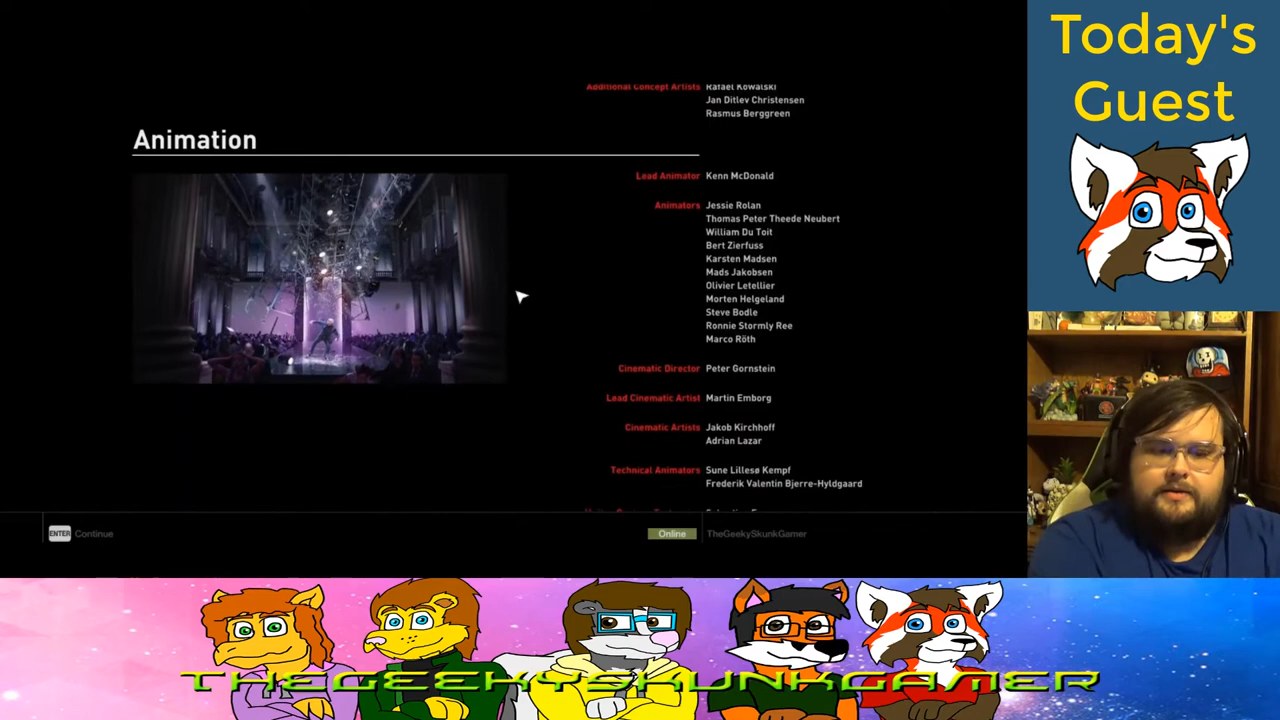 Additional Concept Artists Rafael Kowalski
Jan Ditlev Christensen
Rasmus Berggreen
Animation
Lead Animator Kenn McDonald
Animators Jessie Rolan
Thomas Peter Theede Neubert
William Du Toit
Bert Zierfuss
Karsten Madsen
Mads Jakobsen
Olivier Letellier
Morten Helgeland
Steve Bodle
Ronnie Stormly Ree
Marco Röth
Cinematic Director Peter Gornstein
Lead Cinematic Artist Martin Emborg
Cinematic Artists Jakob Kirchhoff
Adrian Lazar
Technical Animators Sune Lillesø Kempf
Frederik Valentin Bjerre-Hyldgaard
ENTER Continue
Online TheGeekySkunkGamer
Today's
Guest
THEGEEKYSKUNKGAMER